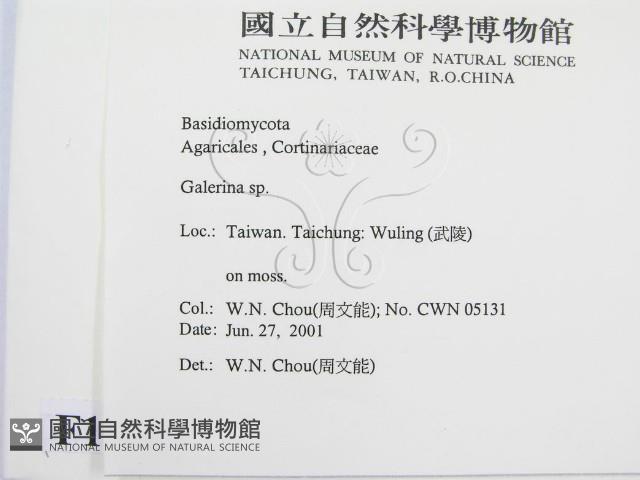 國立自然科學博物館
NATIONAL MUSEUM OF NATURAL SCIENCE
TAICHUNG, TAIWAN, R.O.CHINA
Basidiomycota
Agaricales , Cortinariaceae
Galerina sp.
Loc.: Taiwan. Taichung: Wuling (武陵)
on moss.
Col.: W.N. Chou(周文能); No. CWN 05131
Date: Jun. 27, 2001
Det.: W.N. Chou(周文能)
國立自然科學博物館
NATIONAL MUSEUM OF NATURAL SCIENCE